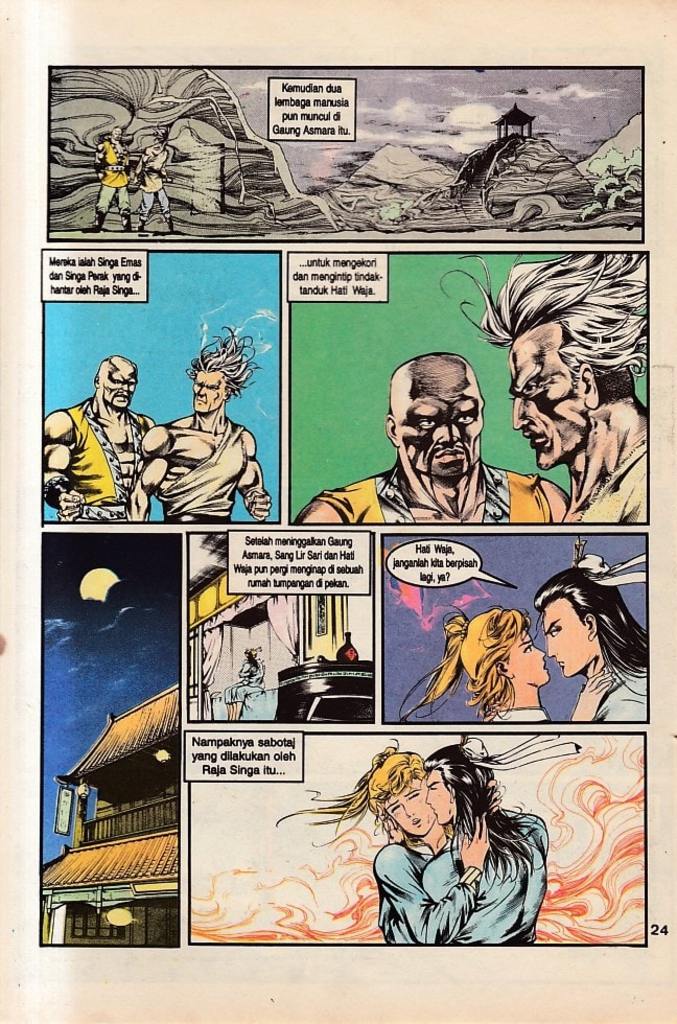 Kemudian dua
lembaga manusia
pun muncul di
Gaung Asmara itu.
Mereka ialah Singa Emas
dan Singa Perak yang di-
hantar oleh Raja Singa...
...untuk mengekori
dan mengintip tindak-
tanduk Hati Waja.
Setelah meninggalkan Gaung
Asmara, Sang Lir Sari dan Hati
Waja pun pergi menginap di sebuah
rumah tumpangan di pekan.
Hati Waja,
janganlah kita berpisah
lagi, ya?
Nampaknya sabotaj
yang dilakukan oleh
Raja Singa itu...
24